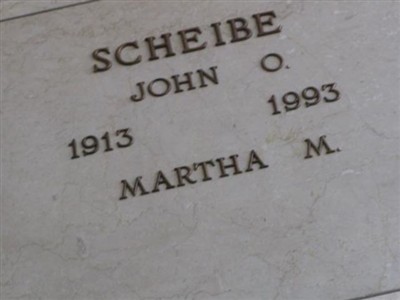 SCHEIBE
JOHN O.
1913 1993
MARTHA M.